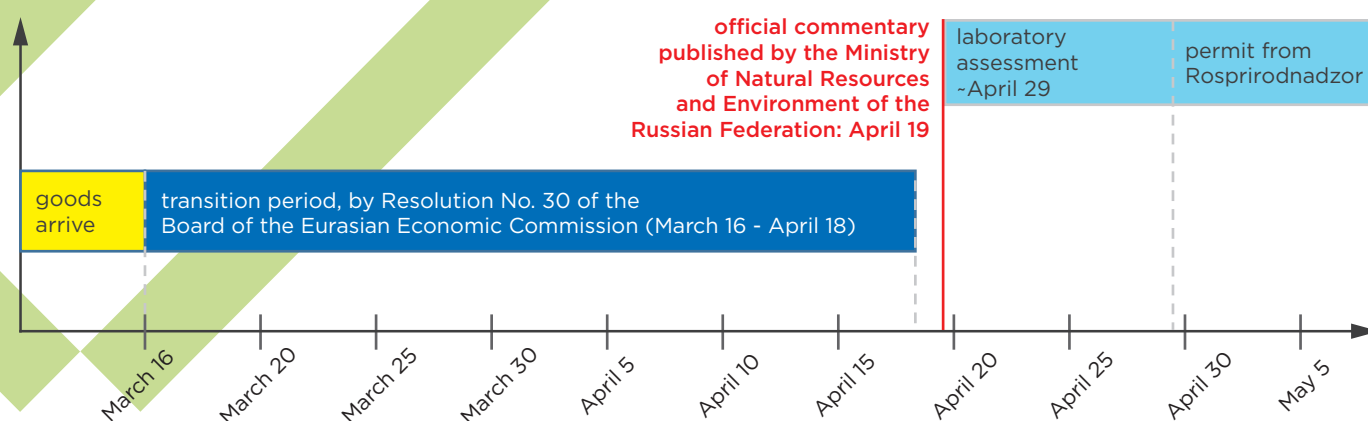 official commentary
published by the Ministry
of Natural Resources
and Environment of the
Russian Federation: April 19
laboratory
assessment
~April 29
permit from
Rosprirodnadzor
goods
arrive
transition period, by Resolution No. 30 of the
Board of the Eurasian Economic Commission (March 16 - April 18)
March 16
March 20
March 25
March 30
April 5
April 10
April 15
April 20
April 25
April 30
May 5